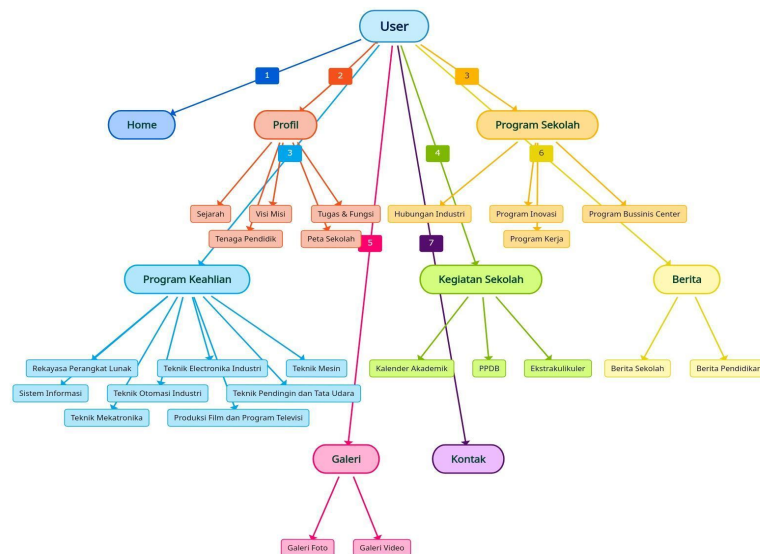 User
1
2
3
Home
Profil
Program Sekolah
3
4
6
Sejarah
Visi Misi
Tugas & Fungsi
Hubungan Industri
Program Inovasi
Program Bussinis Center
Tenaga Pendidik
Peta Sekolah
5
7
Program Kerja
Program Keahlian
Kegiatan Sekolah
Berita
Rekayasa Perangkat Lunak
Teknik Electronika Industri
Teknik Mesin
Kalender Akademik
PPDB
Ekstrakulikuler
Berita Sekolah
Berita Pendidikan
Sistem Informasi
Teknik Otomasi Industri
Teknik Pendingin dan Tata Udara
Teknik Mekatronika
Produksi Film dan Program Televisi
Galeri
Kontak
Galeri Foto
Galeri Video